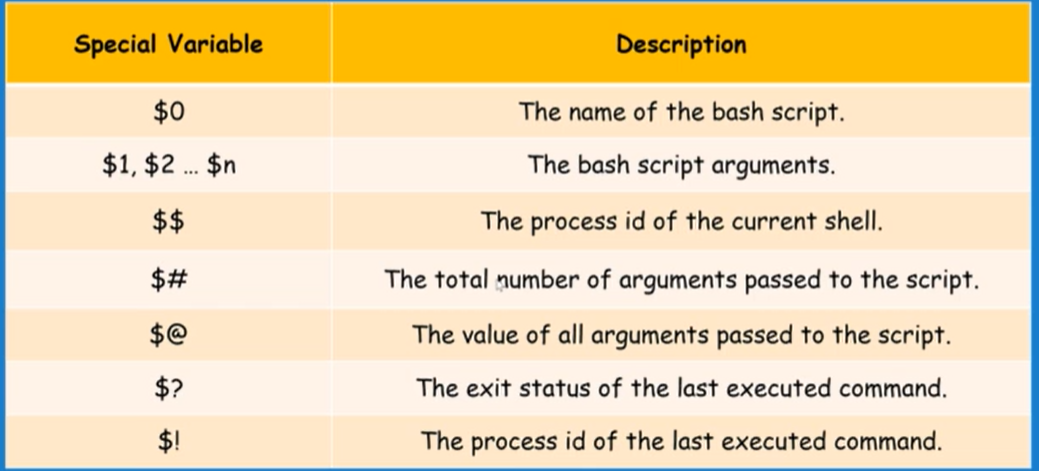 Special Variable Description
$0 The name of the bash script.
$1, $2 ... $n The bash script arguments.
$$ The process id of the current shell.
$# The total number of arguments passed to the script.
$@ The value of all arguments passed to the script.
$? The exit status of the last executed command.
$! The process id of the last executed command.